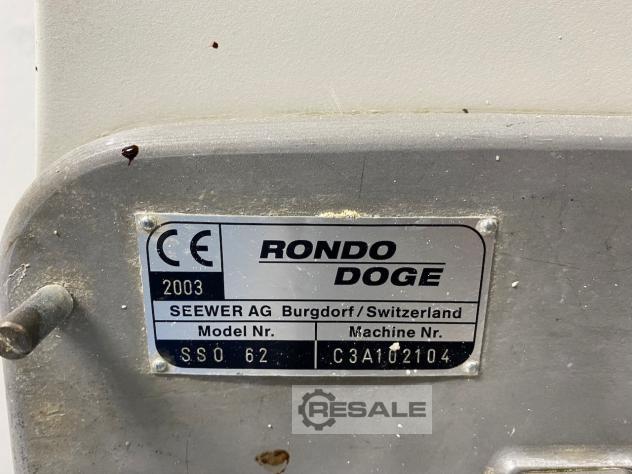 CE
RONDO
DOGE
2003
SEEWER AG Burgdorf/Switzerland
Model Nr. Machine Nr.
SSO 62 C3A102104
RESALE